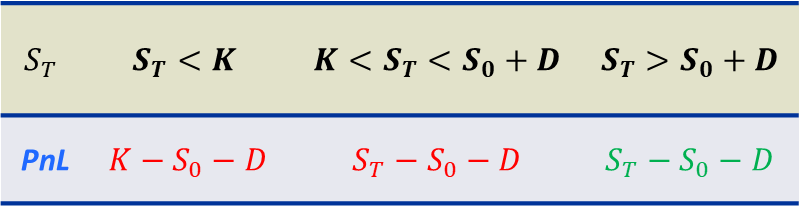 S_T S_T < K K < S_T < S_0 + D S_T > S_0 + D
PnL K − S_0 − D S_T − S_0 − D S_T − S_0 − D